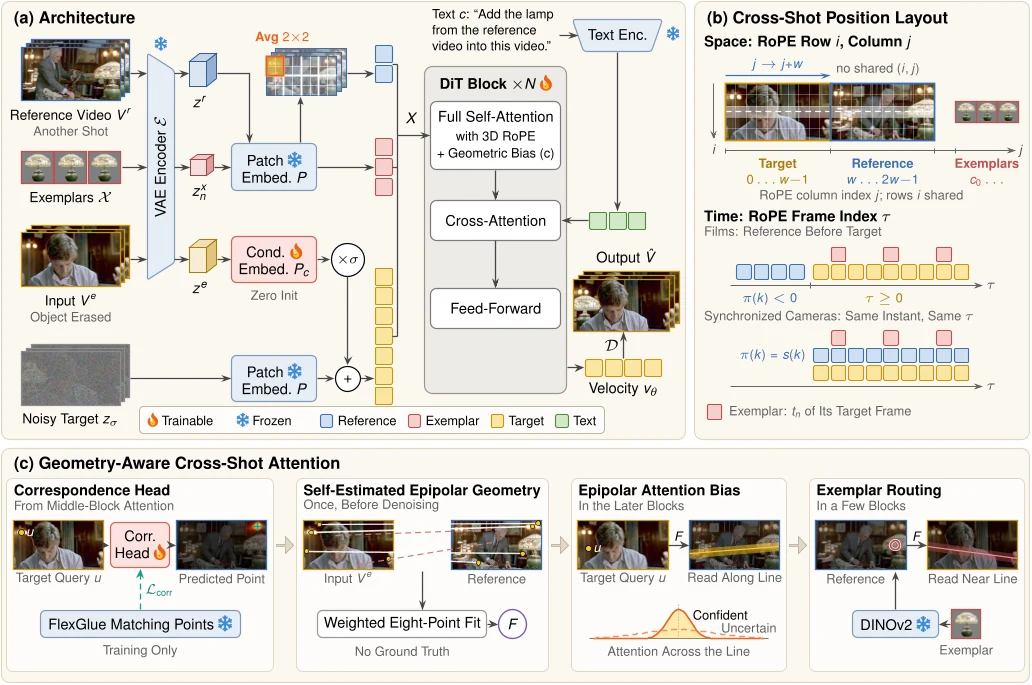 (a) Architecture
Reference Video Vʳ
Another Shot
Exemplars 𝒳
Input Vᵉ
Object Erased
Noisy Target z_σ
VAE Encoder ℰ
zʳ
zₙˣ
zᵉ
Avg 2×2
Patch
Embed. P
Cond.
Embed. P_c
Zero Init
×σ
Patch
Embed. P
+
X
Text c: “Add the lamp
from the reference
video into this video.”
Text Enc.
DiT Block ×N
Full Self-Attention
with 3D RoPE
+ Geometric Bias (c)
Cross-Attention
Feed-Forward
Output V̂
𝒟
Velocity v_θ
Trainable
Frozen
Reference
Exemplar
Target
Text
(b) Cross-Shot Position Layout
Space: RoPE Row i, Column j
j → j+w
no shared (i, j)
i
j
Target
Reference
Exemplars
0 . . . w−1
w . . . 2w−1
c₀ . . .
RoPE column index j; rows i shared
Time: RoPE Frame Index τ
Films: Reference Before Target
τ
π(k) < 0
τ ≥ 0
Synchronized Cameras: Same Instant, Same τ
π(k) = s(k)
τ
Exemplar: tₙ of Its Target Frame
(c) Geometry-Aware Cross-Shot Attention
Correspondence Head
From Middle-Block Attention
u
Corr.
Head
Target Query u
Predicted Point
ℒ_corr
FlexGlue Matching Points
Training Only
Self-Estimated Epipolar Geometry
Once, Before Denoising
Input Vᵉ
Reference
Weighted Eight-Point Fit
F
No Ground Truth
Epipolar Attention Bias
In the Later Blocks
u
F
Target Query u
Read Along Line
Confident
Uncertain
Attention Across the Line
Exemplar Routing
In a Few Blocks
F
Reference
Read Near Line
DINOv2
Exemplar